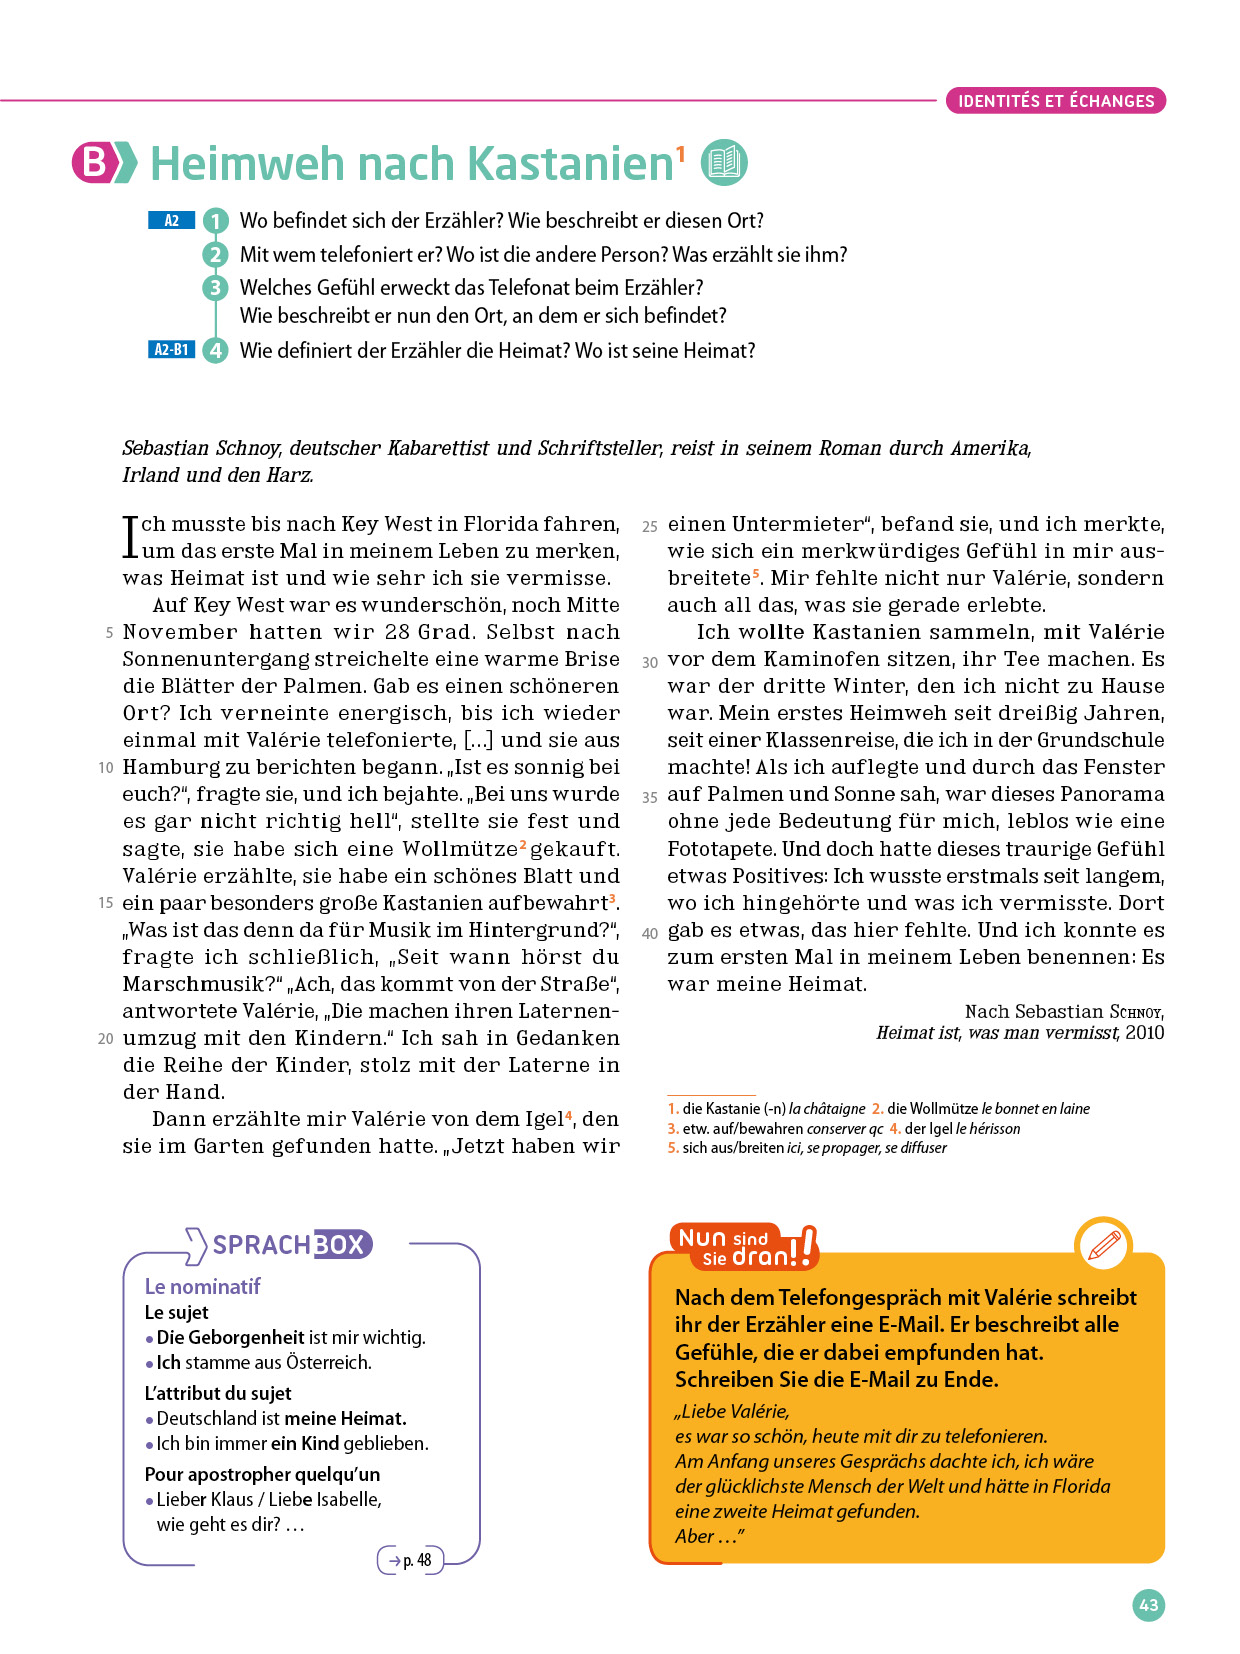 IDENTITÉS ET ÉCHANGES
B Heimweh nach Kastanien¹
A2 1 Wo befindet sich der Erzähler? Wie beschreibt er diesen Ort?
2 Mit wem telefoniert er? Wo ist die andere Person? Was erzählt sie ihm?
3 Welches Gefühl erweckt das Telefonat beim Erzähler?
Wie beschreibt er nun den Ort, an dem er sich befindet?
A2-B1 4 Wie definiert der Erzähler die Heimat? Wo ist seine Heimat?
Sebastian Schnoy, deutscher Kabarettist und Schriftsteller, reist in seinem Roman durch Amerika,
Irland und den Harz.
Ich musste bis nach Key West in Florida fahren,
um das erste Mal in meinem Leben zu merken,
was Heimat ist und wie sehr ich sie vermisse.
Auf Key West war es wunderschön, noch Mitte
5 November hatten wir 28 Grad. Selbst nach
Sonnenuntergang streichelte eine warme Brise
die Blätter der Palmen. Gab es einen schöneren
Ort? Ich verneinte energisch, bis ich wieder
einmal mit Valérie telefonierte, [...] und sie aus
10 Hamburg zu berichten begann. „Ist es sonnig bei
euch?“, fragte sie, und ich bejahte. „Bei uns wurde
es gar nicht richtig hell“, stellte sie fest und
sagte, sie habe sich eine Wollmütze² gekauft.
Valérie erzählte, sie habe ein schönes Blatt und
15 ein paar besonders große Kastanien aufbewahrt³.
„Was ist das denn da für Musik im Hintergrund?“,
fragte ich schließlich, „Seit wann hörst du
Marschmusik?“ „Ach, das kommt von der Straße“,
antwortete Valérie, „Die machen ihren Laternen-
20 umzug mit den Kindern.“ Ich sah in Gedanken
die Reihe der Kinder, stolz mit der Laterne in
der Hand.
Dann erzählte mir Valérie von dem Igel⁴, den
sie im Garten gefunden hatte. „Jetzt haben wir
25 einen Untermieter“, befand sie, und ich merkte,
wie sich ein merkwürdiges Gefühl in mir aus-
breitete⁵. Mir fehlte nicht nur Valérie, sondern
auch all das, was sie gerade erlebte.
Ich wollte Kastanien sammeln, mit Valérie
30 vor dem Kaminofen sitzen, ihr Tee machen. Es
war der dritte Winter, den ich nicht zu Hause
war. Mein erstes Heimweh seit dreißig Jahren,
seit einer Klassenreise, die ich in der Grundschule
machte! Als ich auflegte und durch das Fenster
35 auf Palmen und Sonne sah, war dieses Panorama
ohne jede Bedeutung für mich, leblos wie eine
Fototapete. Und doch hatte dieses traurige Gefühl
etwas Positives: Ich wusste erstmals seit langem,
wo ich hingehörte und was ich vermisste. Dort
40 gab es etwas, das hier fehlte. Und ich konnte es
zum ersten Mal in meinem Leben benennen: Es
war meine Heimat.
Nach Sebastian SCHNOY,
Heimat ist, was man vermisst, 2010
1. die Kastanie (-n) la châtaigne 2. die Wollmütze le bonnet en laine
3. etw. auf/bewahren conserver qc 4. der Igel le hérisson
5. sich aus/breiten ici, se propager, se diffuser
SPRACHBOX
Le nominatif
Le sujet
• Die Geborgenheit ist mir wichtig.
• Ich stamme aus Österreich.
L’attribut du sujet
• Deutschland ist meine Heimat.
• Ich bin immer ein Kind geblieben.
Pour apostropher quelqu’un
• Lieber Klaus / Liebe Isabelle,
wie geht es dir? ...
→ p. 48
Nun sind
Sie dran!!
Nach dem Telefongespräch mit Valérie schreibt
ihr der Erzähler eine E-Mail. Er beschreibt alle
Gefühle, die er dabei empfunden hat.
Schreiben Sie die E-Mail zu Ende.
„Liebe Valérie,
es war so schön, heute mit dir zu telefonieren.
Am Anfang unseres Gesprächs dachte ich, ich wäre
der glücklichste Mensch der Welt und hätte in Florida
eine zweite Heimat gefunden.
Aber ...”
43